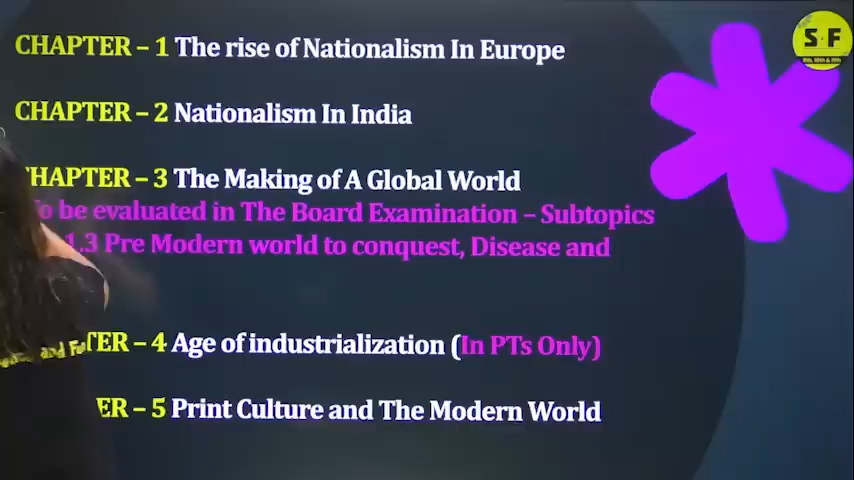 S F
CHAPTER – 1 The rise of Nationalism In Europe
CHAPTER – 2 Nationalism In India
HAPTER – 3 The Making of A Global World
o be evaluated in The Board Examination – Subtopics
1.3 Pre Modern world to conquest, Disease and
TER – 4 Age of industrialization (In PTs Only)
ER – 5 Print Culture and The Modern World